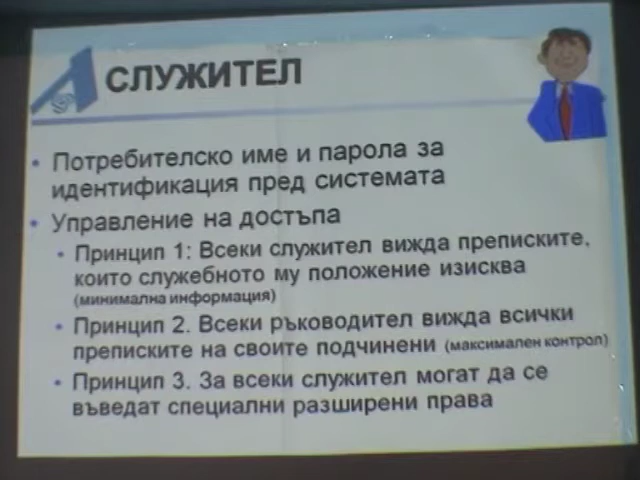 СЛУЖИТЕЛ
• Потребителско име и парола за
идентификация пред системата
• Управление на достъпа
• Принцип 1: Всеки служител вижда преписките,
които служебното му положение изисква
(минимална информация)
• Принцип 2. Всеки ръководител вижда всички
преписките на своите подчинени (максимален контрол)
• Принцип 3. За всеки служител могат да се
въведат специални разширени права